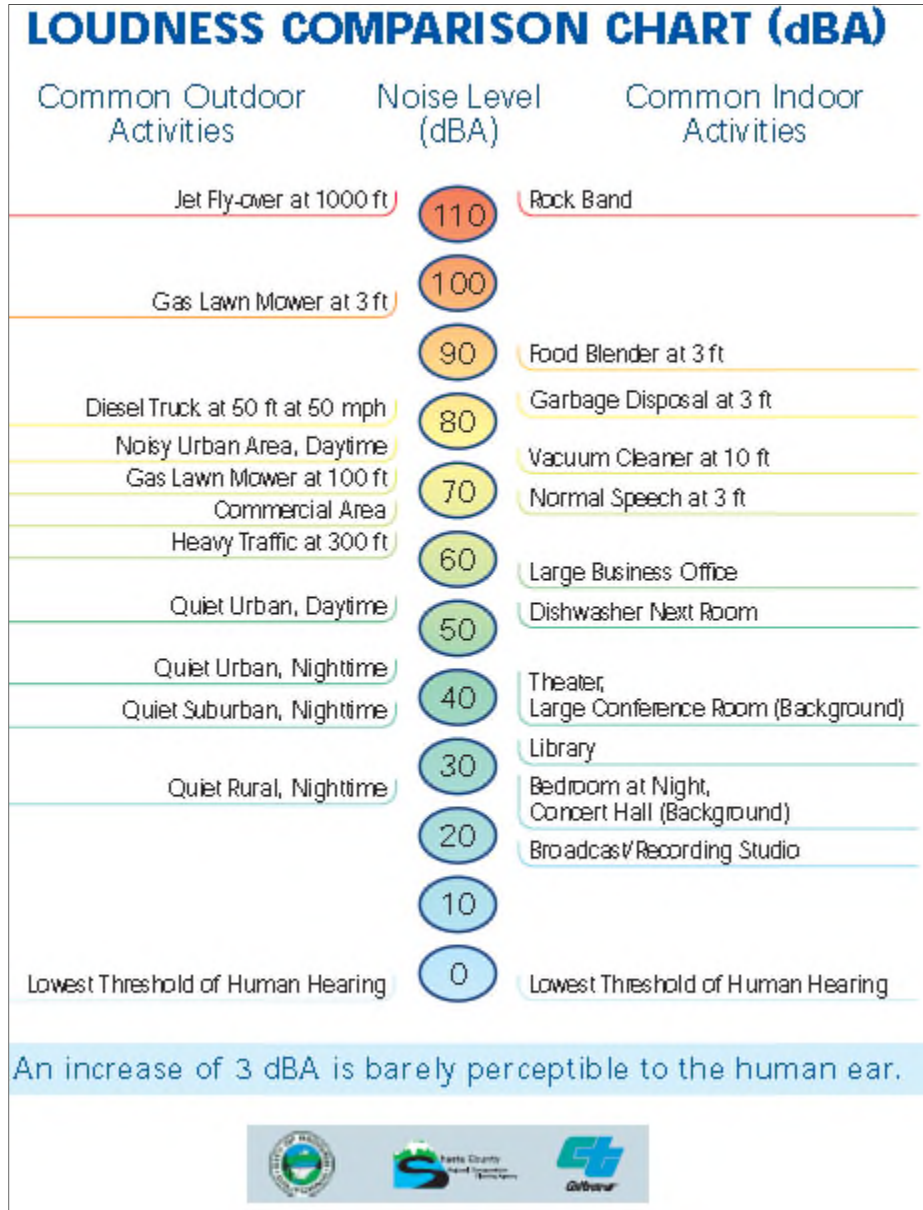 LOUDNESS COMPARISON CHART (dBA)
Common Outdoor Activities
Noise Level (dBA)
Common Indoor Activities
Jet Fly-over at 1000 ft
110
Rock Band
100
Gas Lawn Mower at 3 ft
90
Food Blender at 3 ft
Diesel Truck at 50 ft at 50 mph
80
Garbage Disposal at 3 ft
Noisy Urban Area, Daytime
Vacuum Cleaner at 10 ft
Gas Lawn Mower at 100 ft
70
Normal Speech at 3 ft
Commercial Area
Heavy Traffic at 300 ft
60
Large Business Office
Quiet Urban, Daytime
50
Dishwasher Next Room
Quiet Urban, Nighttime
40
Theater,
Large Conference Room (Background)
Quiet Suburban, Nighttime
Library
30
Quiet Rural, Nighttime
Bedroom at Night,
Concert Hall (Background)
20
Broadcast/Recording Studio
10
0
Lowest Threshold of Human Hearing
Lowest Threshold of Human Hearing
An increase of 3 dBA is barely perceptible to the human ear.
Shasta County
Caltrans